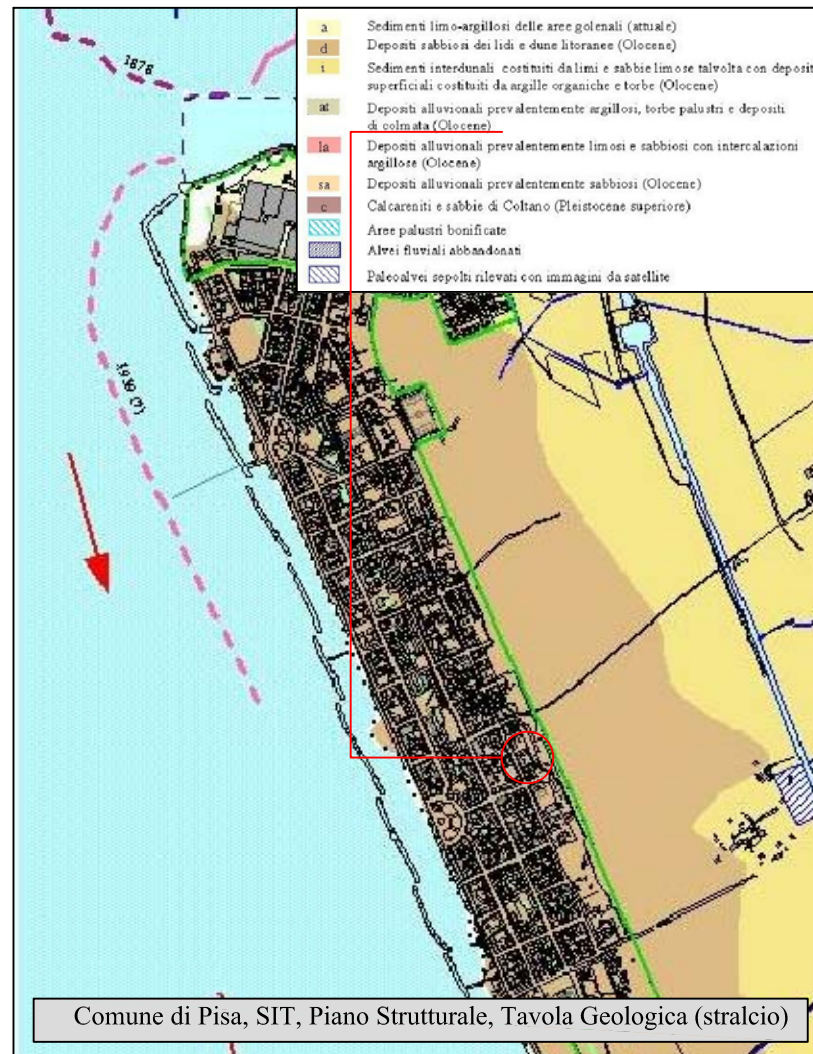 1878
a Sedimenti limo-argillosi delle aree golenali (attuale)
d Depositi sabbiosi dei lidi e dune litoranee (Olocene)
i Sedimenti interdunali costituiti da limi e sabbie limose talvolta con deposit
superficiali costituiti da argille organiche e torbe (Olocene)
at Depositi alluvionali prevalentemente argillosi, torbe palustri e depositi
di colmata (Olocene)
la Depositi alluvionali prevalentemente limosi e sabbiosi con intercalazioni
argillose (Olocene)
sa Depositi alluvionali prevalentemente sabbiosi (Olocene)
c Calcareniti e sabbie di Coltano (Pleistocene superiore)
Aree palustri bonificate
Alvei fluviali abbandonati
Paleoalvei sepolti rilevati con immagini da satellite
Comune di Pisa, SIT, Piano Strutturale, Tavola Geologica (stralcio)